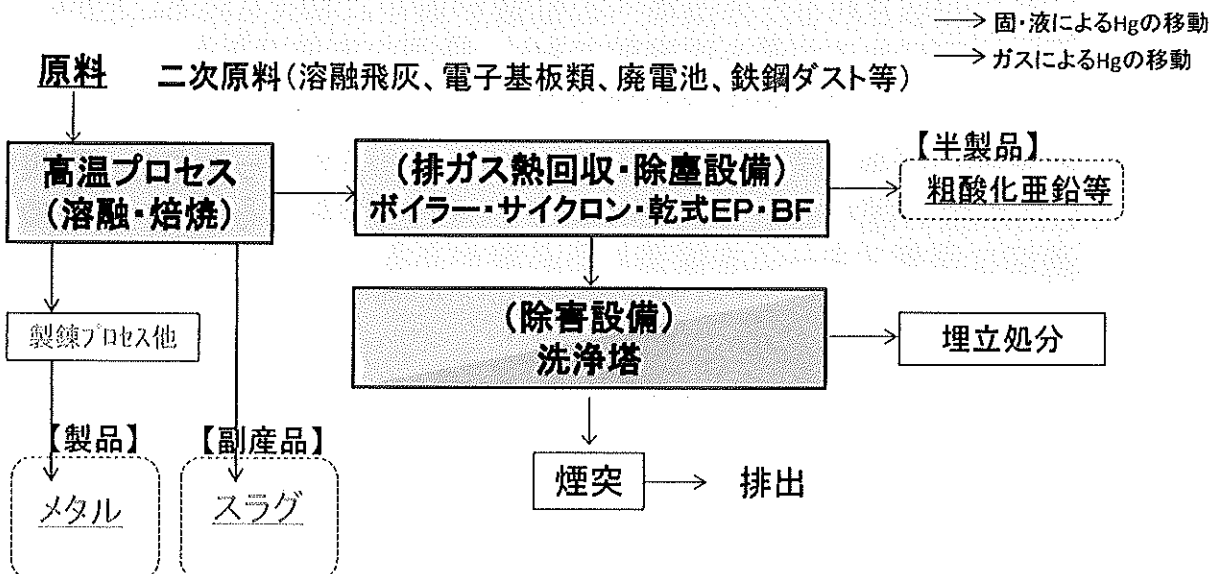 固・液によるHgの移動
ガスによるHgの移動
原料
二次原料(溶融飛灰、電子基板類、廃電池、鉄鋼ダスト等)
高温プロセス
(溶融・焙焼)
(排ガス熱回収・除塵設備)
ボイラー・サイクロン・乾式EP・BF
【半製品】
粗酸化亜鉛等
製錬プロセス他
(除害設備)
洗浄塔
埋立処分
【製品】
メタル
【副産品】
スラグ
煙突
排出